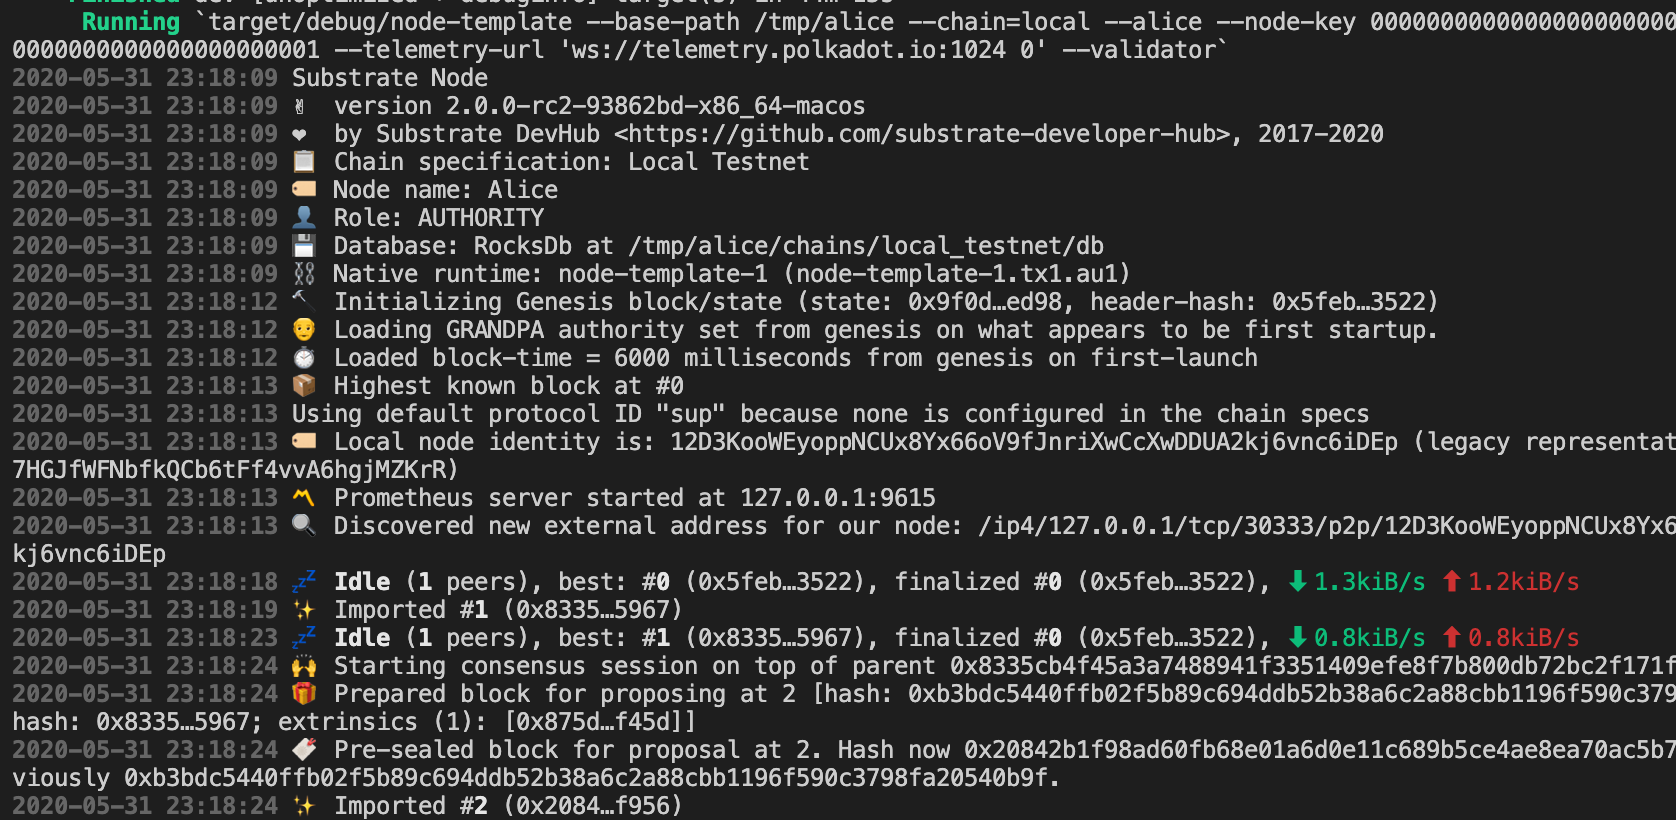 Finished dev [unoptimized + debuginfo] target(s) in
Running `target/debug/node-template --base-path /tmp/alice --chain=local --alice --node-key 0000000000000000000000
0000000000000000000001 --telemetry-url 'ws://telemetry.polkadot.io:1024 0' --validator`
2020-05-31 23:18:09 Substrate Node
2020-05-31 23:18:09 ✌️ version 2.0.0-rc2-93862bd-x86_64-macos
2020-05-31 23:18:09 ❤️ by Substrate DevHub <https://github.com/substrate-developer-hub>, 2017-2020
2020-05-31 23:18:09 📋 Chain specification: Local Testnet
2020-05-31 23:18:09 🏷 Node name: Alice
2020-05-31 23:18:09 👤 Role: AUTHORITY
2020-05-31 23:18:09 💾 Database: RocksDb at /tmp/alice/chains/local_testnet/db
2020-05-31 23:18:09 ⛓ Native runtime: node-template-1 (node-template-1.tx1.au1)
2020-05-31 23:18:12 🔨 Initializing Genesis block/state (state: 0x9f0d…ed98, header-hash: 0x5feb…3522)
2020-05-31 23:18:12 👴 Loading GRANDPA authority set from genesis on what appears to be first startup.
2020-05-31 23:18:12 ⏱ Loaded block-time = 6000 milliseconds from genesis on first-launch
2020-05-31 23:18:13 📦 Highest known block at #0
2020-05-31 23:18:13 Using default protocol ID "sup" because none is configured in the chain specs
2020-05-31 23:18:13 🏷 Local node identity is: 12D3KooWEyoppNCUx8Yx66oV9fJnriXwCcXwDDUA2kj6vnc6iDEp (legacy representat
7HGJfWFNbfkQCb6tFf4vvA6hgjMZKrR)
2020-05-31 23:18:13 〽️ Prometheus server started at 127.0.0.1:9615
2020-05-31 23:18:13 🔍 Discovered new external address for our node: /ip4/127.0.0.1/tcp/30333/p2p/12D3KooWEyoppNCUx8Yx6
kj6vnc6iDEp
2020-05-31 23:18:18 💤 Idle (1 peers), best: #0 (0x5feb…3522), finalized #0 (0x5feb…3522), ⬇ 1.3kiB/s ⬆ 1.2kiB/s
2020-05-31 23:18:19 ✨ Imported #1 (0x8335…5967)
2020-05-31 23:18:23 💤 Idle (1 peers), best: #1 (0x8335…5967), finalized #0 (0x5feb…3522), ⬇ 0.8kiB/s ⬆ 0.8kiB/s
2020-05-31 23:18:24 🙌 Starting consensus session on top of parent 0x8335cb4f45a3a7488941f3351409efe8f7b800db72bc2f171f
2020-05-31 23:18:24 🎁 Prepared block for proposing at 2 [hash: 0xb3bdc5440ffb02f5b89c694ddb52b38a6c2a88cbb1196f590c379
hash: 0x8335…5967; extrinsics (1): [0x875d…f45d]]
2020-05-31 23:18:24 🔖 Pre-sealed block for proposal at 2. Hash now 0x20842b1f98ad60fb68e01a6d0e11c689b5ce4ae8ea70ac5b7
viously 0xb3bdc5440ffb02f5b89c694ddb52b38a6c2a88cbb1196f590c3798fa20540b9f.
2020-05-31 23:18:24 ✨ Imported #2 (0x2084…f956)